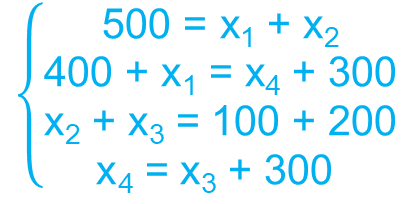 500 = x₁ + x₂
400 + x₁ = x₄ + 300
x₂ + x₃ = 100 + 200
x₄ = x₃ + 300